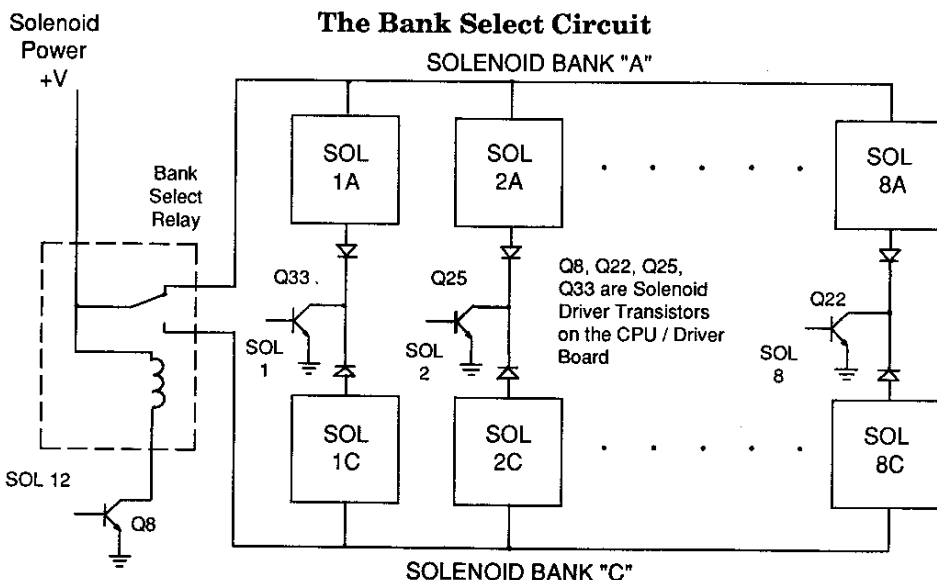 The Bank Select Circuit
Solenoid
Power
+V
SOLENOID BANK "A"
Bank
Select
Relay
SOL
1A
SOL
2A
SOL
8A
Q33
Q25
Q8, Q22, Q25,
Q33 are Solenoid
Driver Transistors
on the CPU / Driver
Board
Q22
SOL
1
SOL
2
SOL
8
SOL
1C
SOL
2C
SOL
8C
SOL 12
Q8
SOLENOID BANK "C"